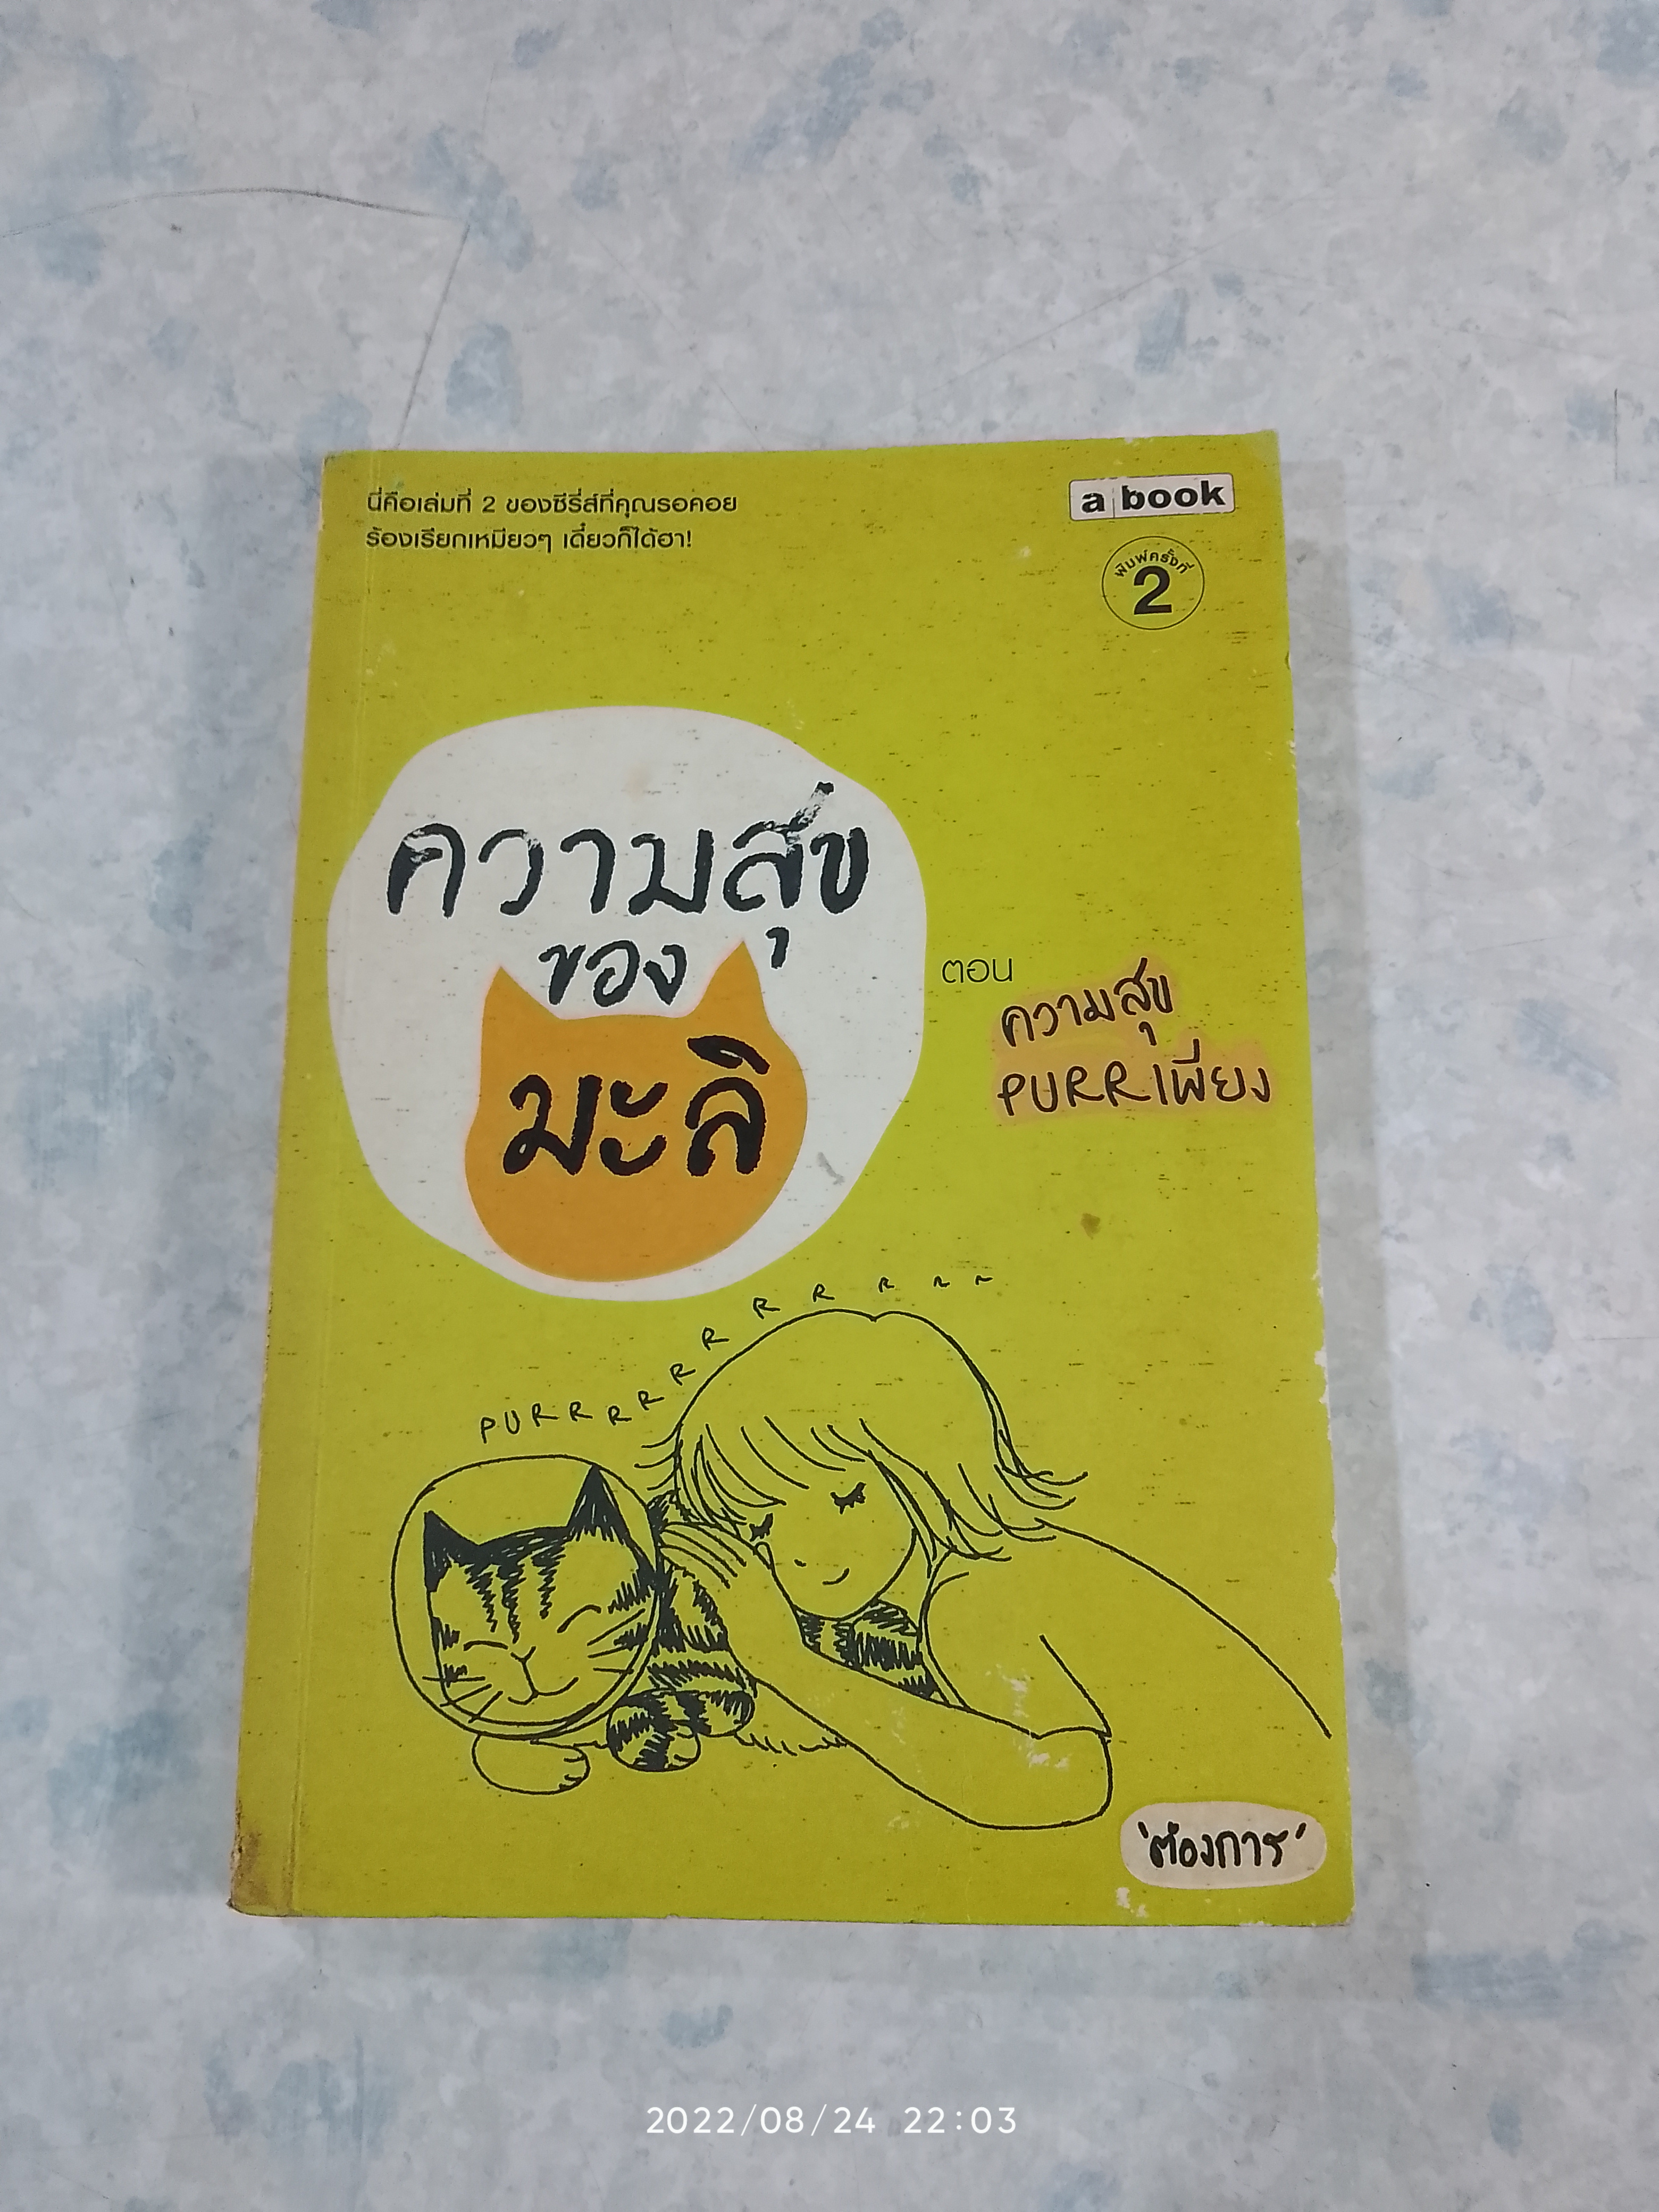 นี่คือเล่มที่ 2 ของซีรี่ส์ที่คุณรอคอย
ร้องเรียกเหมียวๆ เดี๋ยวก็ได้ฮา!
a book
พิมพ์ครั้งที่
2
ความสุข
ของ
มะลิ
ตอน
ความสุข
PURRเพียง
PURRRRRRRRRRR
'ต้องการ'
2022/08/24 22:03